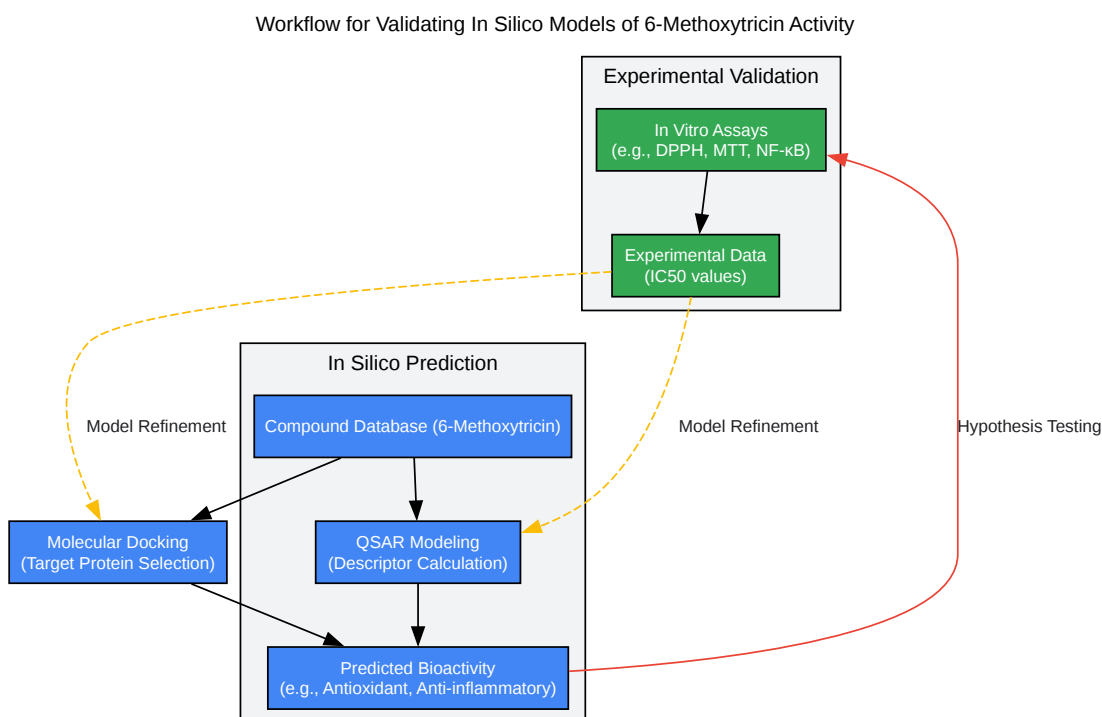 Workflow for Validating In Silico Models of 6-Methoxytricin Activity
Experimental Validation
In Vitro Assays
(e.g., DPPH, MTT, NF-κB)
Experimental Data
(IC50 values)
In Silico Prediction
Compound Database (6-Methoxytricin)
Model Refinement
Model Refinement
Hypothesis Testing
Molecular Docking
(Target Protein Selection)
QSAR Modeling
(Descriptor Calculation)
Predicted Bioactivity
(e.g., Antioxidant, Anti-inflammatory)